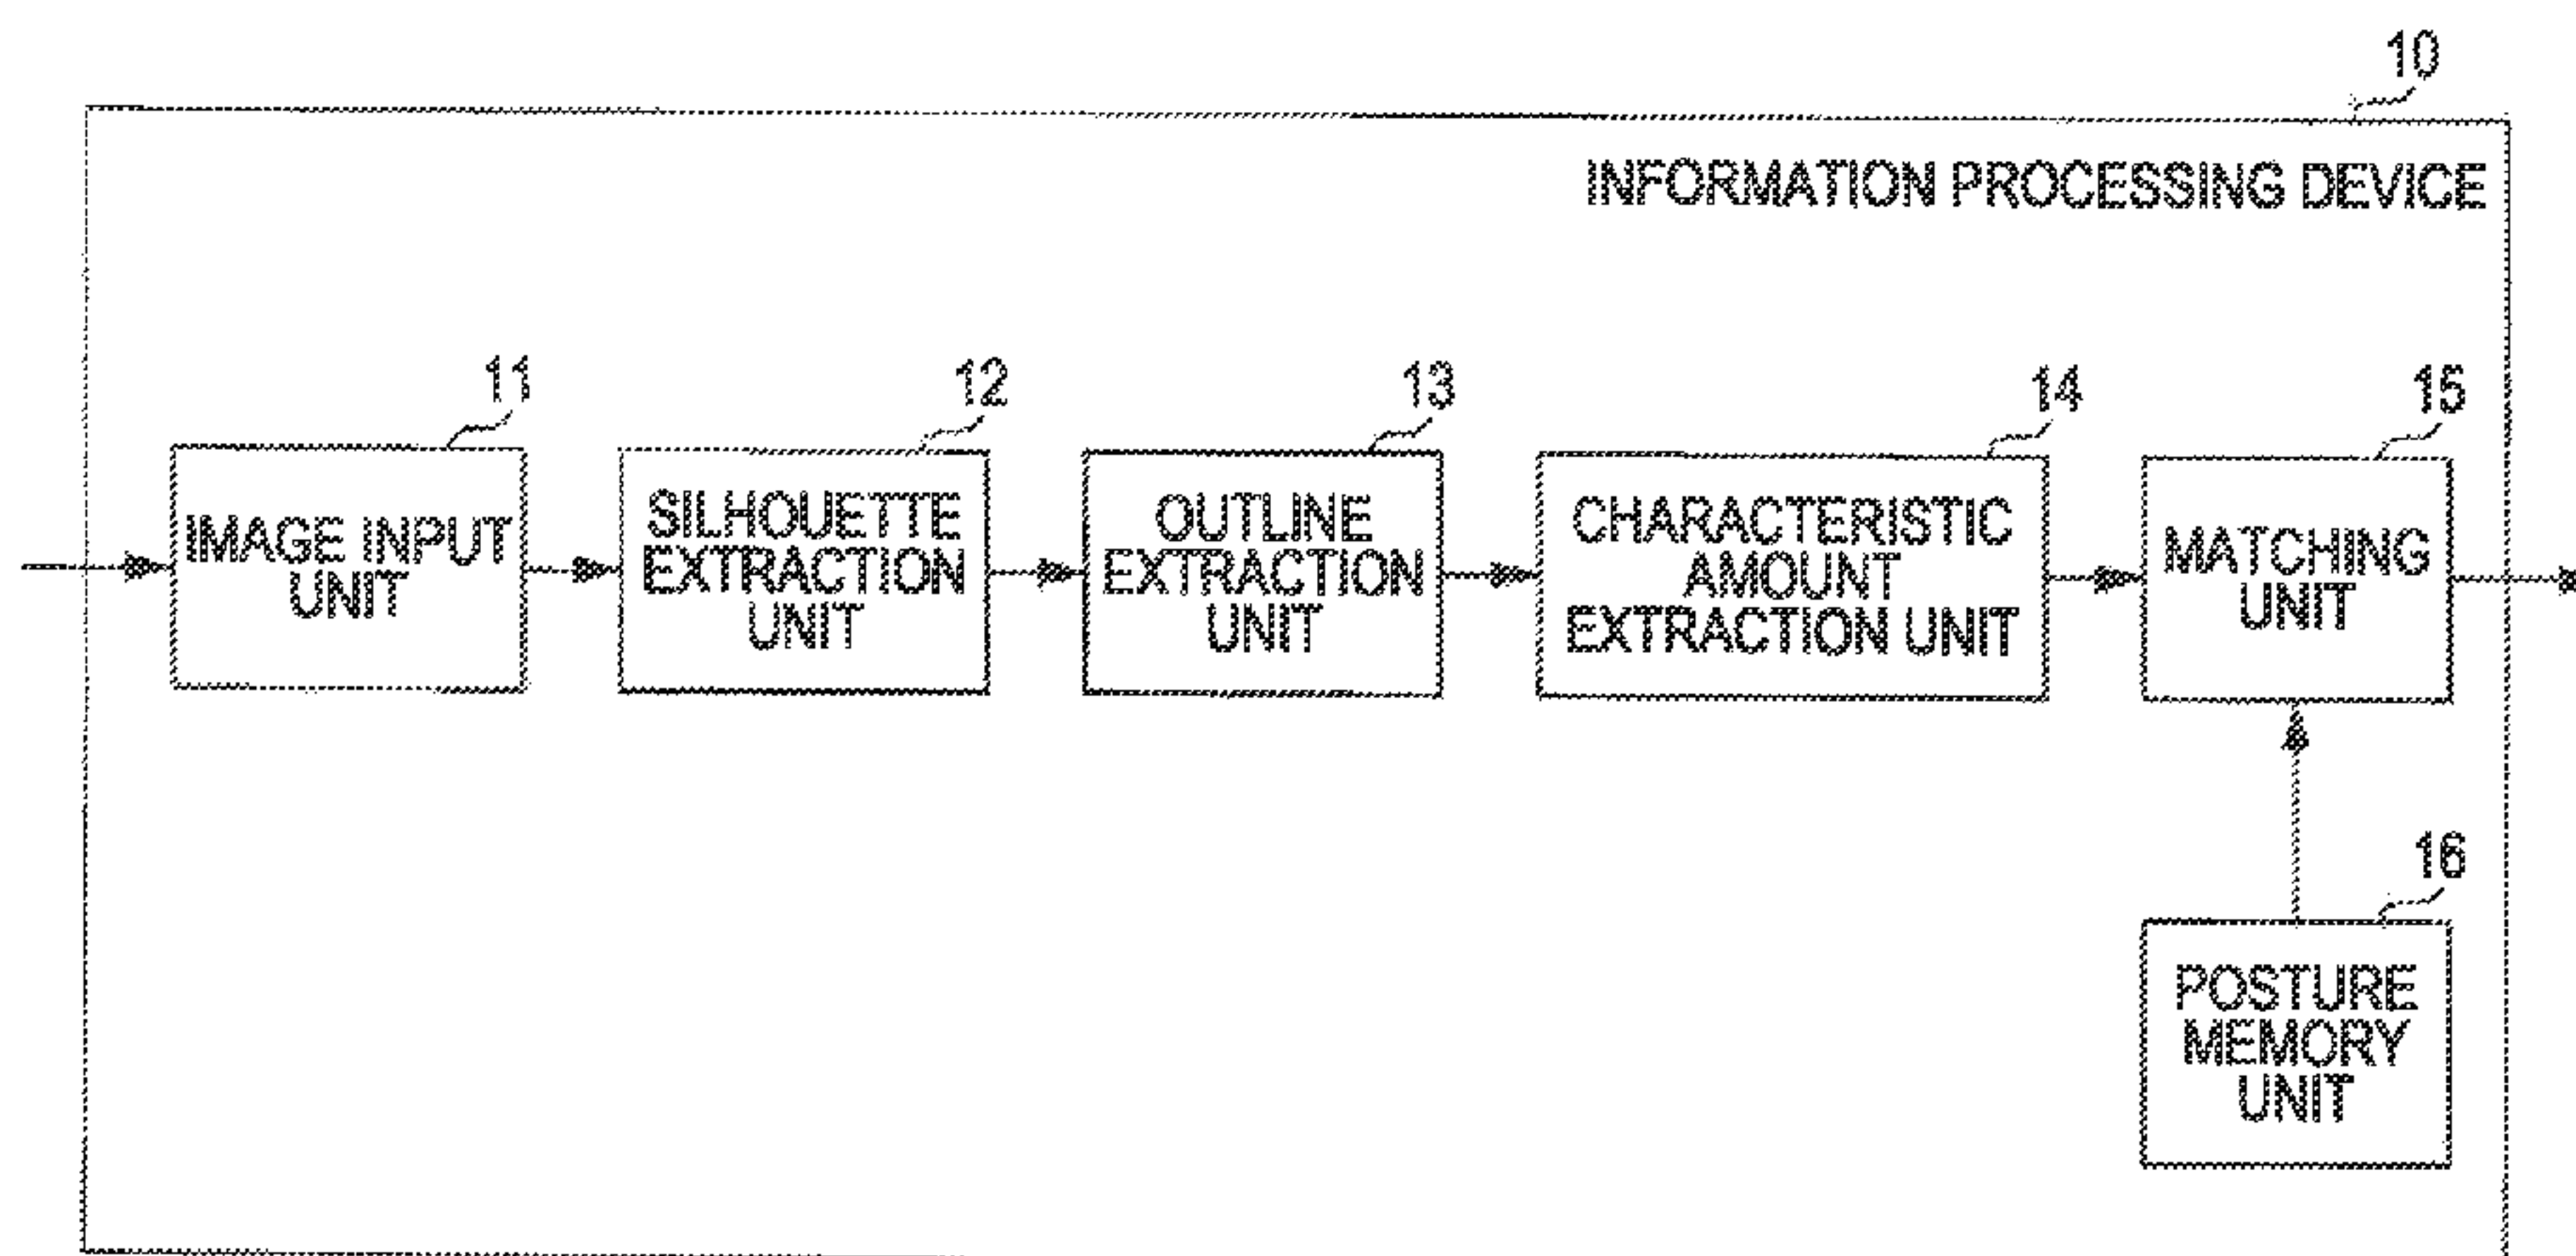 10
INFORMATION PROCESSING DEVICE
11
12
13
14
15
IMAGE INPUT
UNIT
SILHOUETTE
EXTRACTION
UNIT
OUTLINE
EXTRACTION
UNIT
CHARACTERISTIC
AMOUNT
EXTRACTION UNIT
MATCHING
UNIT
16
POSTURE
MEMORY
UNIT